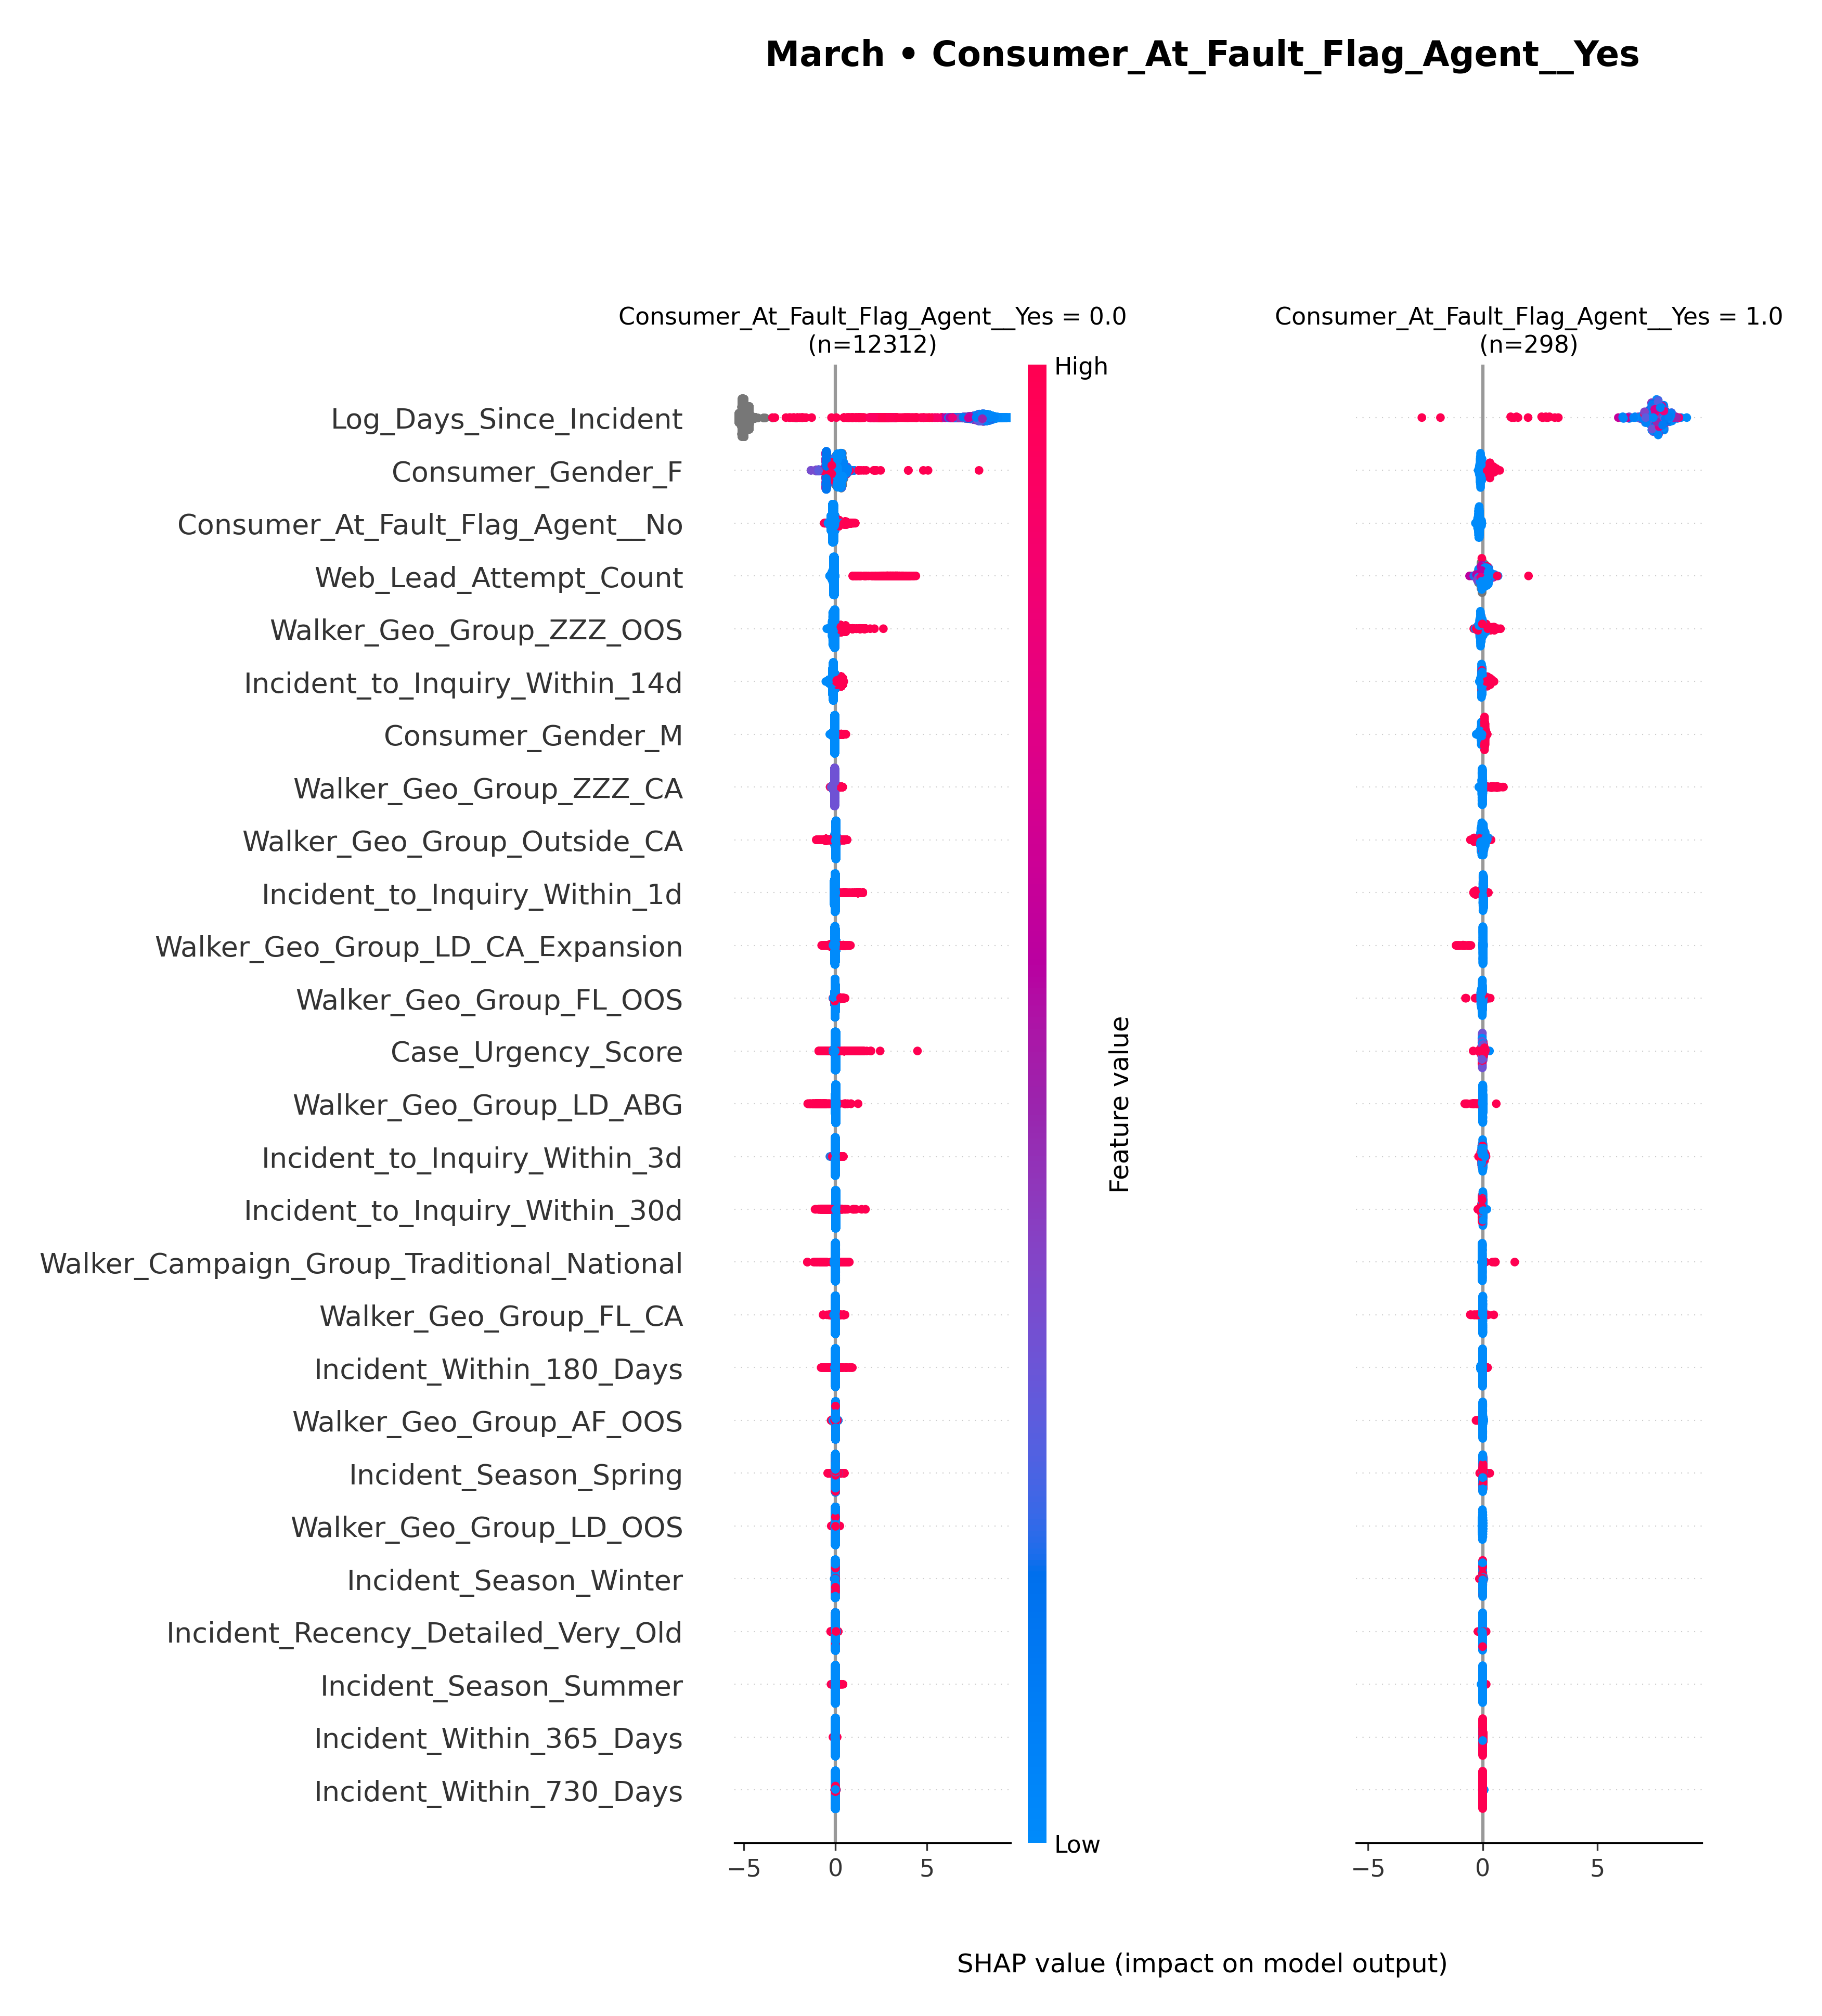 March • Consumer_At_Fault_Flag_Agent__Yes
Consumer_At_Fault_Flag_Agent__Yes = 0.0
(n=12312)
Consumer_At_Fault_Flag_Agent__Yes = 1.0
(n=298)
High
Log_Days_Since_Incident
Consumer_Gender_F
Consumer_At_Fault_Flag_Agent__No
Web_Lead_Attempt_Count
Walker_Geo_Group_ZZZ_OOS
Incident_to_Inquiry_Within_14d
Consumer_Gender_M
Walker_Geo_Group_ZZZ_CA
Walker_Geo_Group_Outside_CA
Incident_to_Inquiry_Within_1d
Walker_Geo_Group_LD_CA_Expansion
Walker_Geo_Group_FL_OOS
Case_Urgency_Score
Walker_Geo_Group_LD_ABG
Incident_to_Inquiry_Within_3d
Incident_to_Inquiry_Within_30d
Walker_Campaign_Group_Traditional_National
Walker_Geo_Group_FL_CA
Incident_Within_180_Days
Walker_Geo_Group_AF_OOS
Incident_Season_Spring
Walker_Geo_Group_LD_OOS
Incident_Season_Winter
Incident_Recency_Detailed_Very_Old
Incident_Season_Summer
Incident_Within_365_Days
Incident_Within_730_Days
Feature value
Low
−5 0 5
−5 0 5
SHAP value (impact on model output)